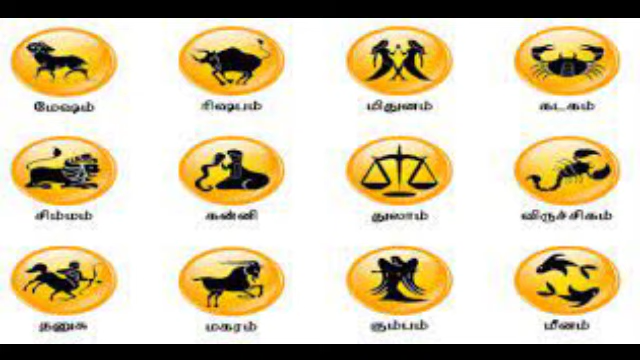 மேஷம் ரிஷபம் மிதுனம் கடகம்
சிம்மம் கன்னி துலாம் விருச்சிகம்
தனுசு மகரம் கும்பம் மீனம்